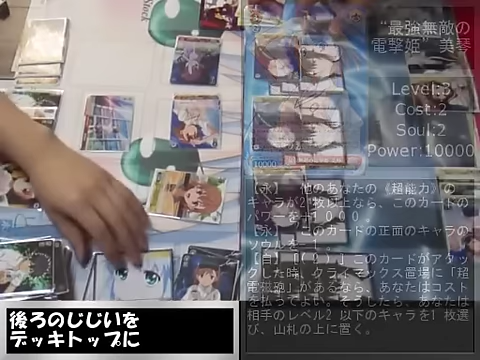 “最強無敵の
電撃姫” 美琴
Level:3
Cost:2
Soul:2
Power:10000
【永】 他のあなたの《超能力》の
キャラが2枚以上なら、このカードの
パワーを＋1000。
【永】 このカードの正面のキャラの
ソウルを－1。
【自】［(1)］このカードがアタッ
クした時、クライマックス置場に「超
電磁砲」があるなら、あなたはコスト
を払ってよい。そうしたら、あなたは
相手のレベル2 以下のキャラを1 枚選
び、山札の上に置く。
後ろのじじいを
デッキトップに